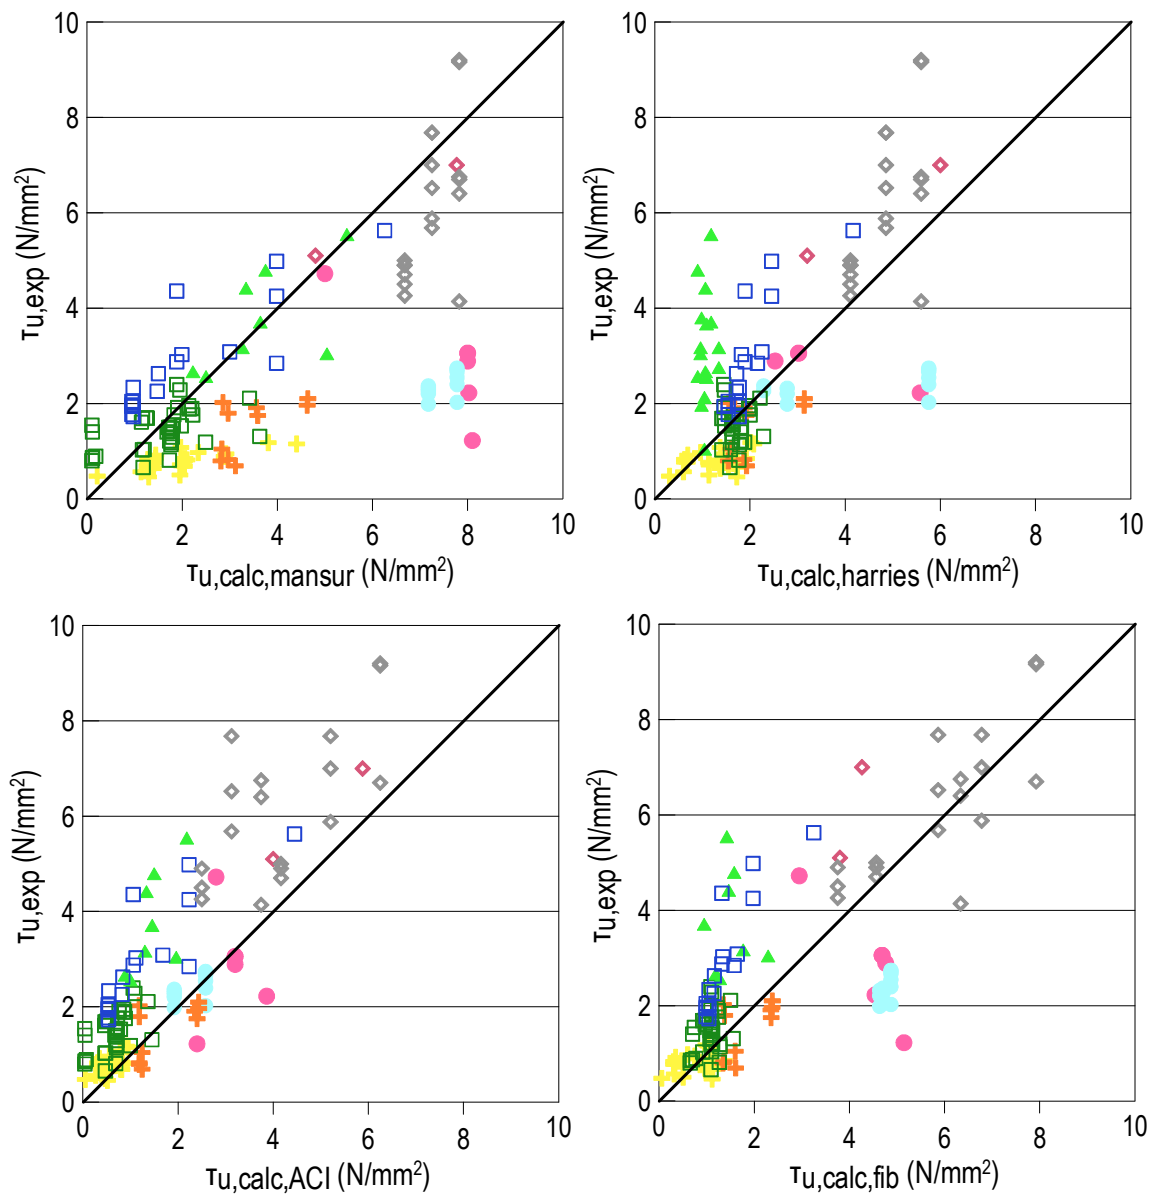 10
10
8
8
6
6
4
4
2
2
0
0
τu,exp (N/mm²)
τu,exp (N/mm²)
0 2 4 6 8 10
0 2 4 6 8 10
τu,calc,mansur (N/mm²)
τu,calc,harries (N/mm²)
10
10
8
8
6
6
4
4
2
2
0
0
τu,exp (N/mm²)
τu,exp (N/mm²)
0 2 4 6 8 10
0 2 4 6 8 10
τu,calc,ACI (N/mm²)
τu,calc,fib (N/mm²)